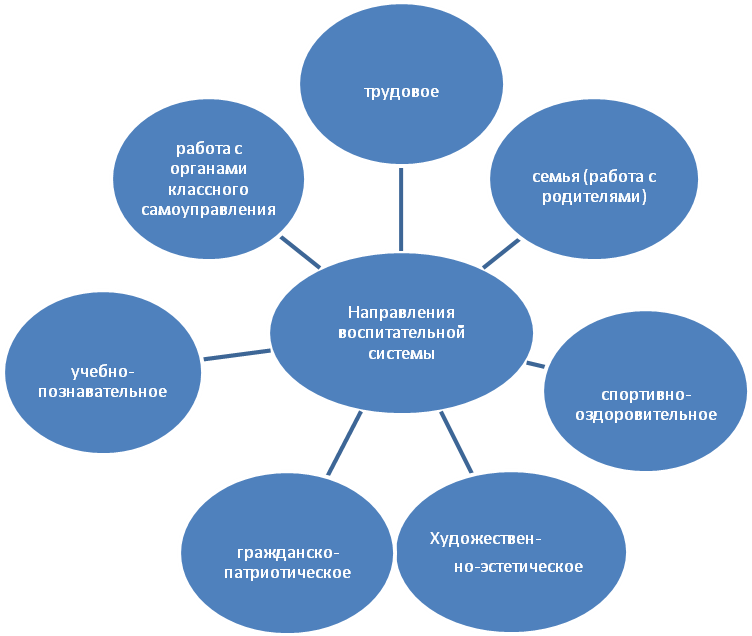 трудовое
семья (работа с
родителями)
спортивно-
оздоровительное
Художествен-
но-эстетическое
гражданско-
патриотическое
учебно-
познавательное
работа с
органами
классного
самоуправления
Направления
воспитательной
системы